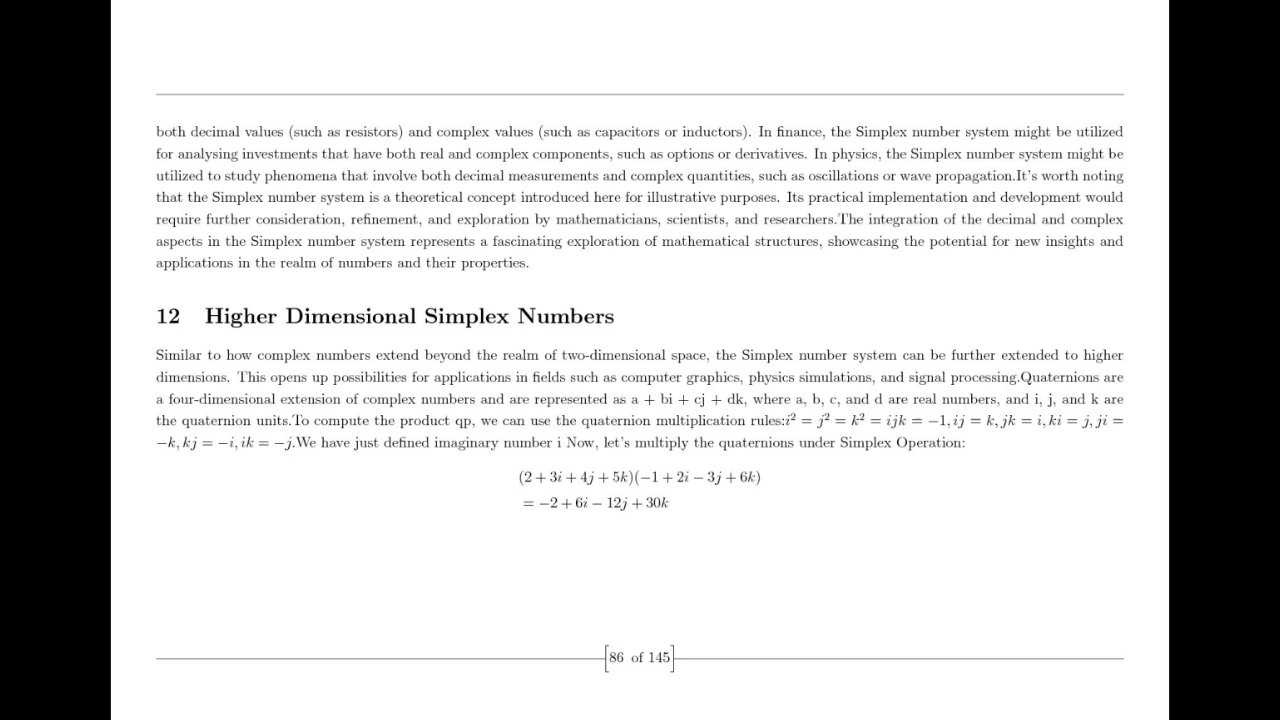 both decimal values (such as resistors) and complex values (such as capacitors or inductors). In finance, the Simplex number system might be utilized
for analysing investments that have both real and complex components, such as options or derivatives. In physics, the Simplex number system might be
utilized to study phenomena that involve both decimal measurements and complex quantities, such as oscillations or wave propagation.It's worth noting
that the Simplex number system is a theoretical concept introduced here for illustrative purposes. Its practical implementation and development would
require further consideration, refinement, and exploration by mathematicians, scientists, and researchers.The integration of the decimal and complex
aspects in the Simplex number system represents a fascinating exploration of mathematical structures, showcasing the potential for new insights and
applications in the realm of numbers and their properties.
12 Higher Dimensional Simplex Numbers
Similar to how complex numbers extend beyond the realm of two-dimensional space, the Simplex number system can be further extended to higher
dimensions. This opens up possibilities for applications in fields such as computer graphics, physics simulations, and signal processing.Quaternions are
a four-dimensional extension of complex numbers and are represented as a + bi + cj + dk, where a, b, c, and d are real numbers, and i, j, and k are
the quaternion units.To compute the product qp, we can use the quaternion multiplication rules:i² = j² = k² = ijk = −1, ij = k, jk = i, ki = j, ji =
−k, kj = −i, ik = −j.We have just defined imaginary number i Now, let's multiply the quaternions under Simplex Operation:
(2 + 3i + 4j + 5k)(−1 + 2i − 3j + 6k)
= −2 + 6i − 12j + 30k
86 of 145